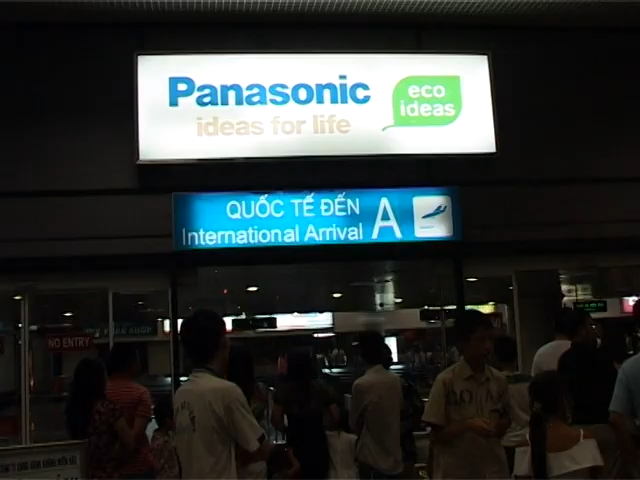 Panasonic
ideas for life
eco
ideas
QUỐC TẾ ĐẾN
International Arrival
A
NO ENTRY